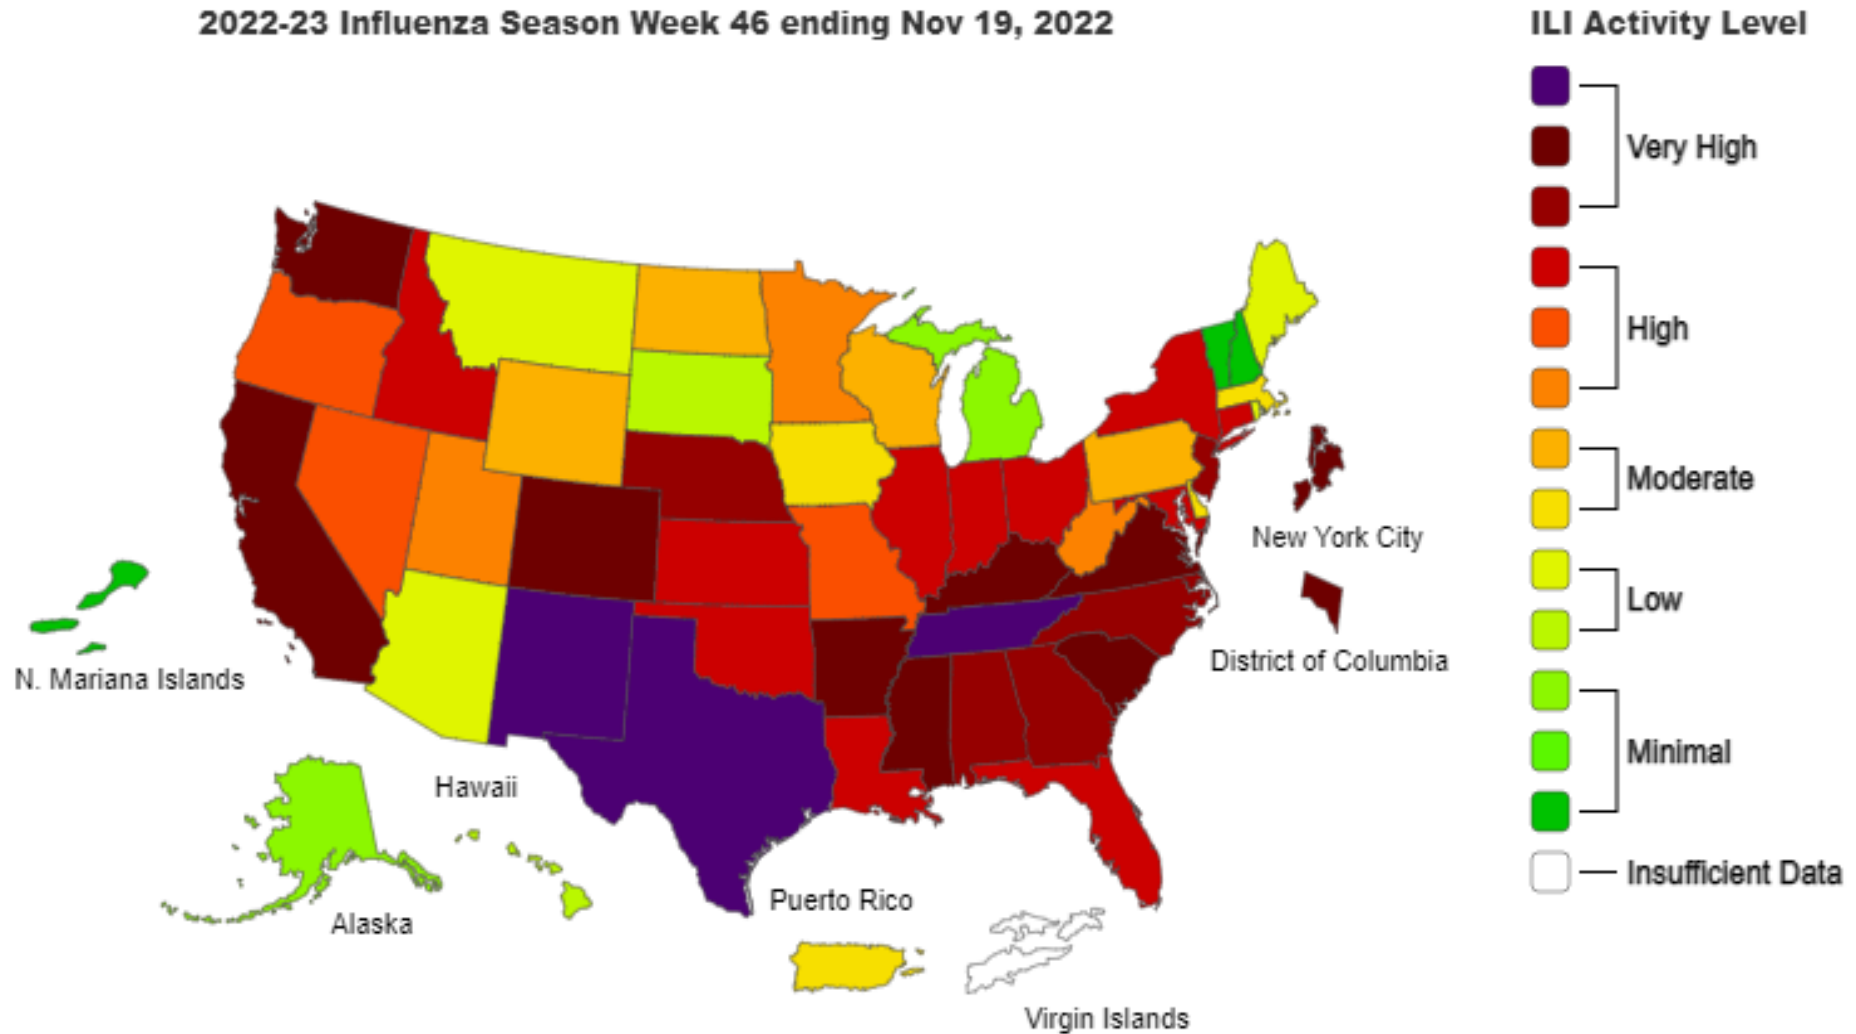 2022-23 Influenza Season Week 46 ending Nov 19, 2022
ILI Activity Level
Very High
High
Moderate
Low
Minimal
Insufficient Data
New York City
District of Columbia
N. Mariana Islands
Hawaii
Alaska
Puerto Rico
Virgin Islands